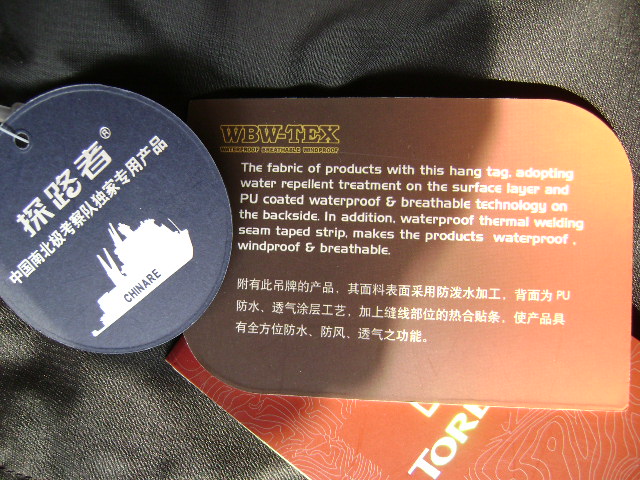 探路者®
中国南北极考察队独家专用产品
CHINARE
WBW-TEX
WATERPROOF BREATHABLE WINDPROOF
The fabric of products with this hang tag, adopting
water repellent treatment on the surface layer and
PU coated waterproof & breathable technology on
the backside. In addition, waterproof thermal welding
seam taped strip, makes the products waterproof ,
windproof & breathable.
附有此吊牌的产品，其面料表面采用防泼水加工，背面为 PU
防水、透气涂层工艺，加上缝线部位的热合贴条，使产品具
有全方位防水、防风、透气之功能。